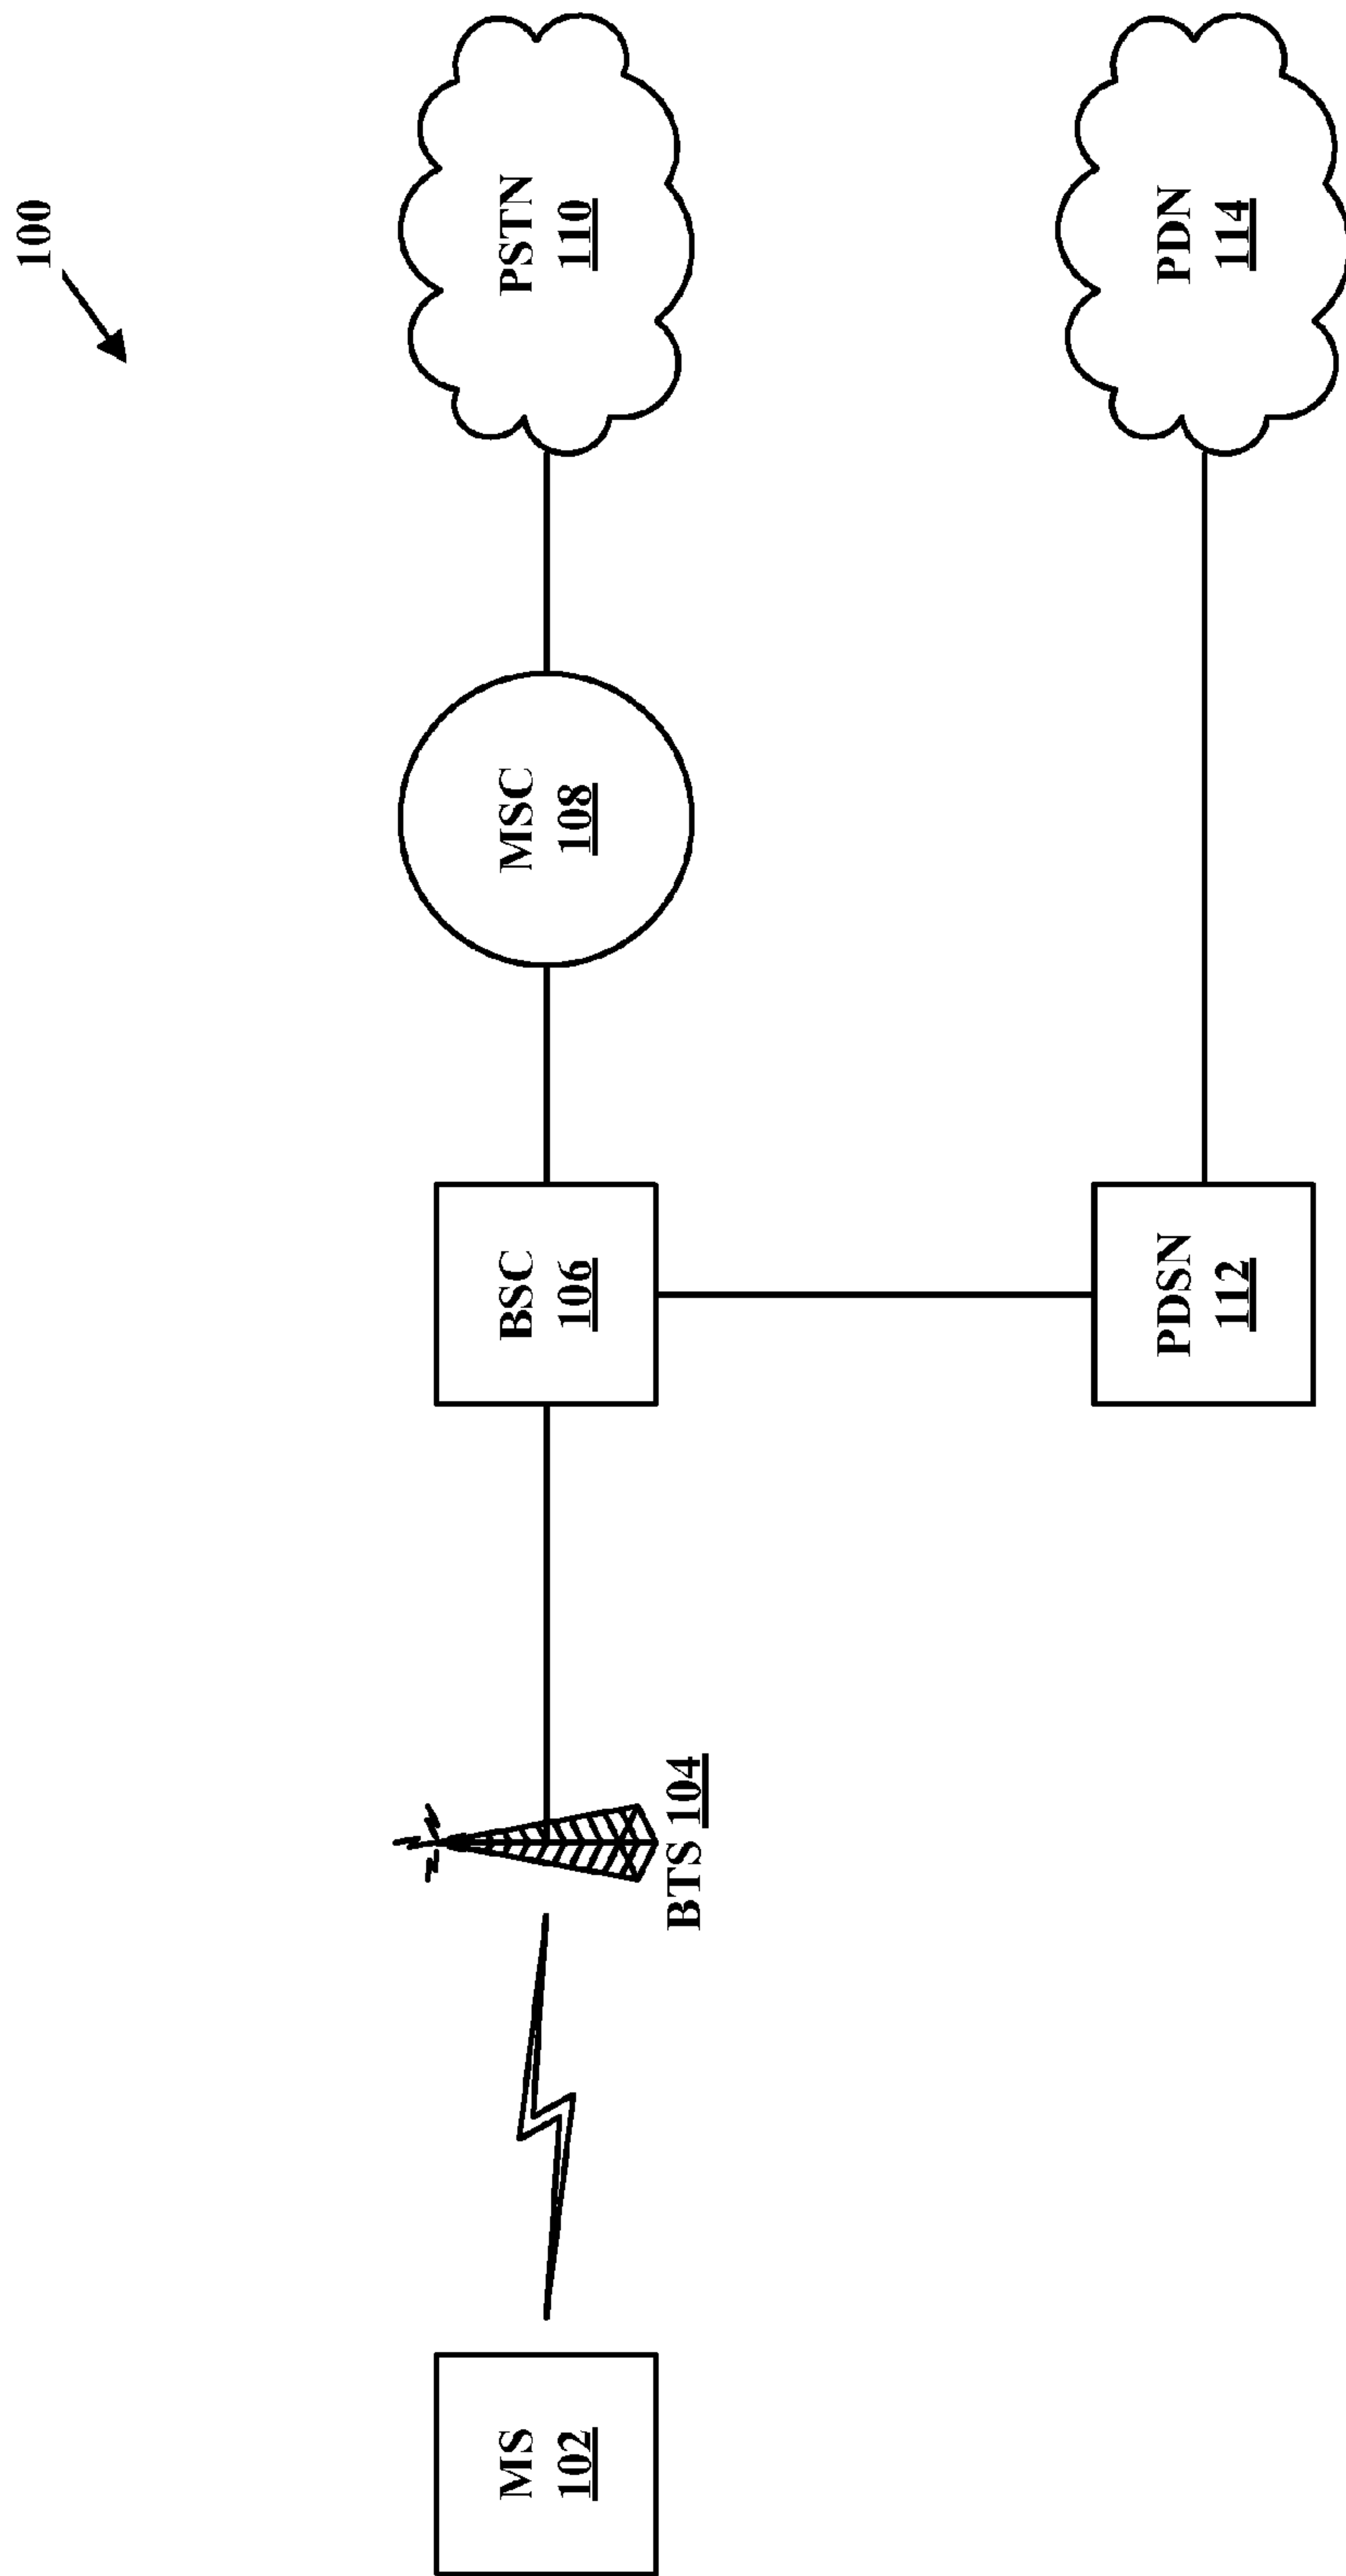 100
MS
102
BTS 104
BSC
106
MSC
108
PSTN
110
PDSN
112
PDN
114